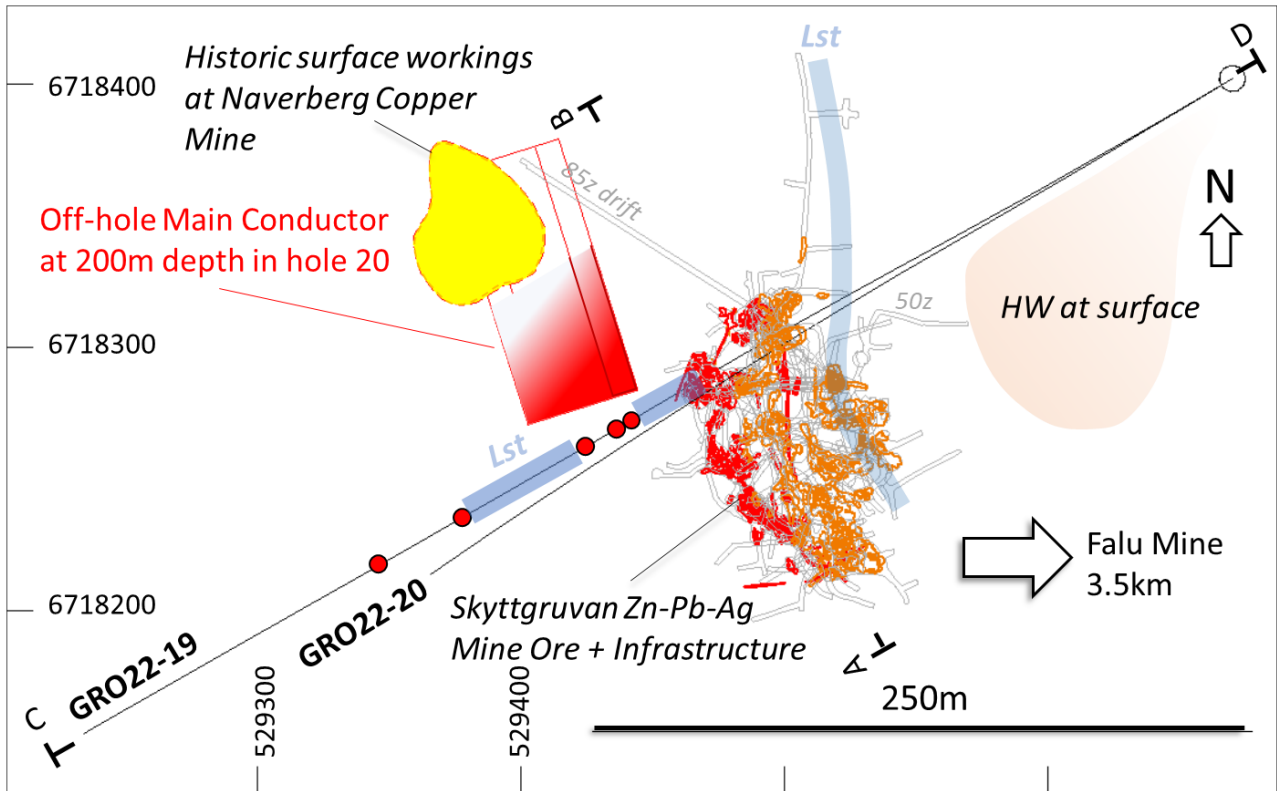 Lst
D
Historic surface workings
at Naverberg Copper
Mine
6718400
B
85z drift
N
Off-hole Main Conductor
at 200m depth in hole 20
50z
HW at surface
6718300
Lst
Falu Mine
3.5km
6718200
GRO22-20
Skyttgruvan Zn-Pb-Ag
Mine Ore + Infrastructure
GRO22-19
A
C
529300
529400
250m